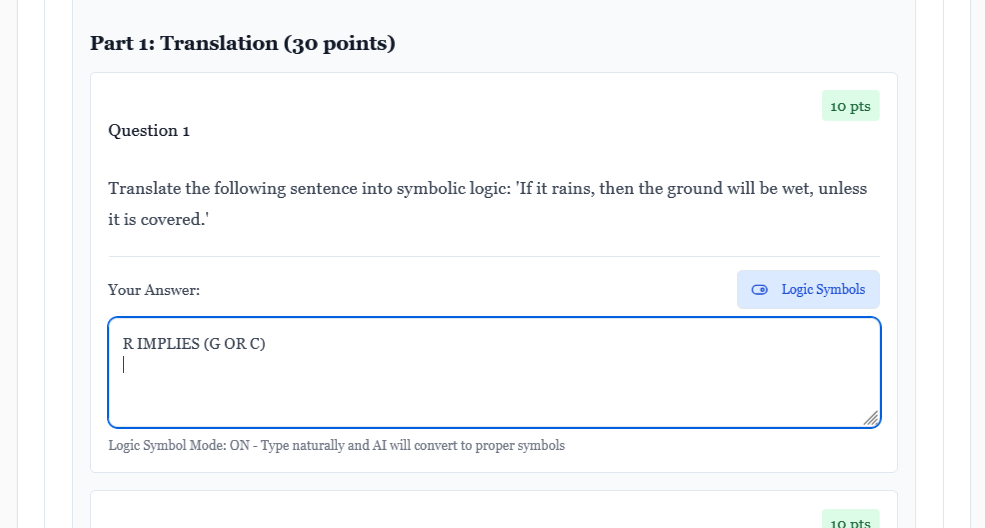 Part 1: Translation (30 points)
10 pts
Question 1
Translate the following sentence into symbolic logic: 'If it rains, then the ground will be wet, unless
it is covered.'
Your Answer:
Logic Symbols
R IMPLIES (G OR C)
Logic Symbol Mode: ON - Type naturally and AI will convert to proper symbols
10 pts